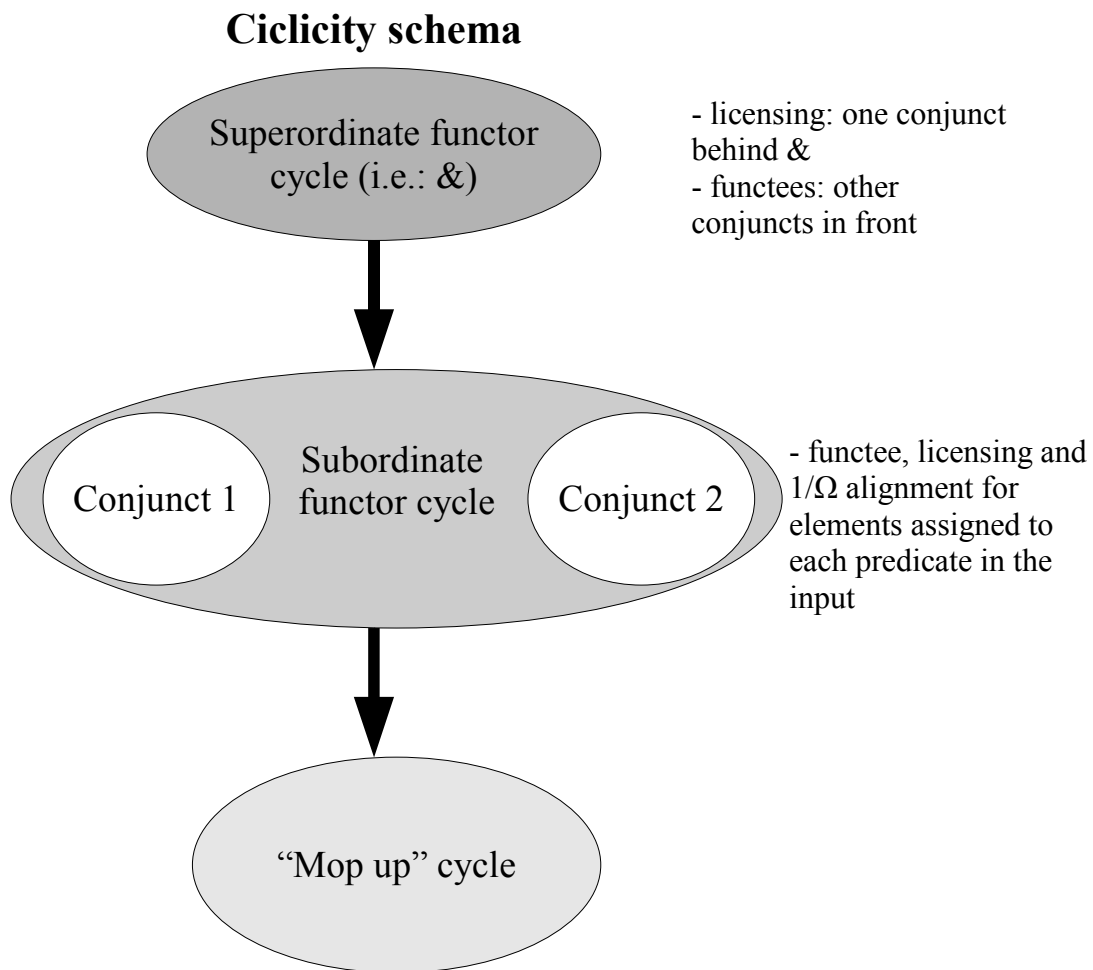 Ciclicity schema
Superordinate functor
cycle (i.e.: &)
- licensing: one conjunct
behind &
- functees: other
conjuncts in front
Conjunct 1
Subordinate
functor cycle
Conjunct 2
- functee, licensing and
1/Ω alignment for
elements assigned to
each predicate in the
input
“Mop up” cycle